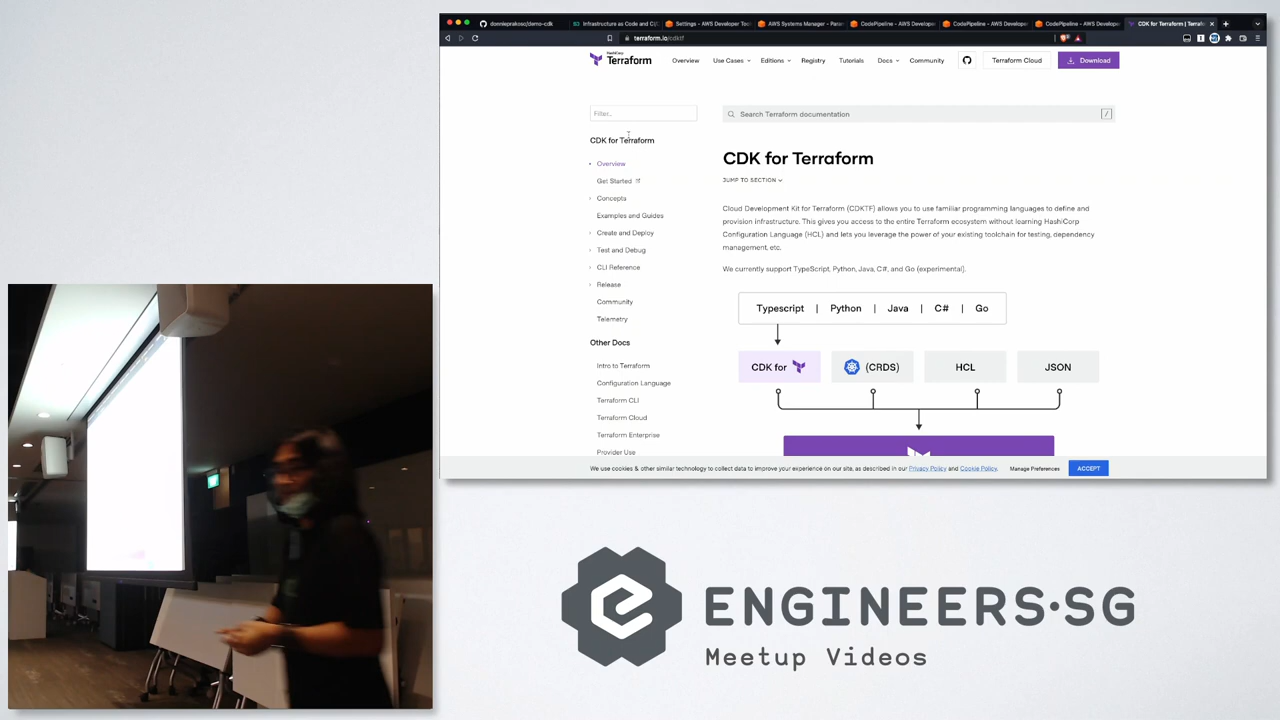 donnieprakoso/demo-cdk
Infrastructure as Code and CI/
Settings - AWS Developer Tool
AWS Systems Manager - Param
CodePipeline - AWS Develope
CodePipeline - AWS Develope
CodePipeline - AWS Develope
CDK for Terraform | Terraf
terraform.io/cdktf
HashiCorp
Terraform
Overview
Use Cases
Editions
Registry
Tutorials
Docs
Community
Terraform Cloud
Download
Filter...
Search Terraform documentation
/
CDK for Terraform
Overview
Get Started
Concepts
Examples and Guides
Create and Deploy
Test and Debug
CLI Reference
Release
Community
Telemetry
Other Docs
Intro to Terraform
Configuration Language
Terraform CLI
Terraform Cloud
Terraform Enterprise
Provider Use
CDK for Terraform
JUMP TO SECTION
Cloud Development Kit for Terraform (CDKTF) allows you to use familiar programming languages to define and
provision infrastructure. This gives you access to the entire Terraform ecosystem without learning HashiCorp
Configuration Language (HCL) and lets you leverage the power of your existing toolchain for testing, dependency
management, etc.
We currently support TypeScript, Python, Java, C#, and Go (experimental).
Typescript | Python | Java | C# | Go
CDK for
(CRDS)
HCL
JSON
We use cookies & other similar technology to collect data to improve your experience on our site, as described in our Privacy Policy and Cookie Policy.
Manage Preferences
ACCEPT
ENGINEERS·SG
Meetup Videos